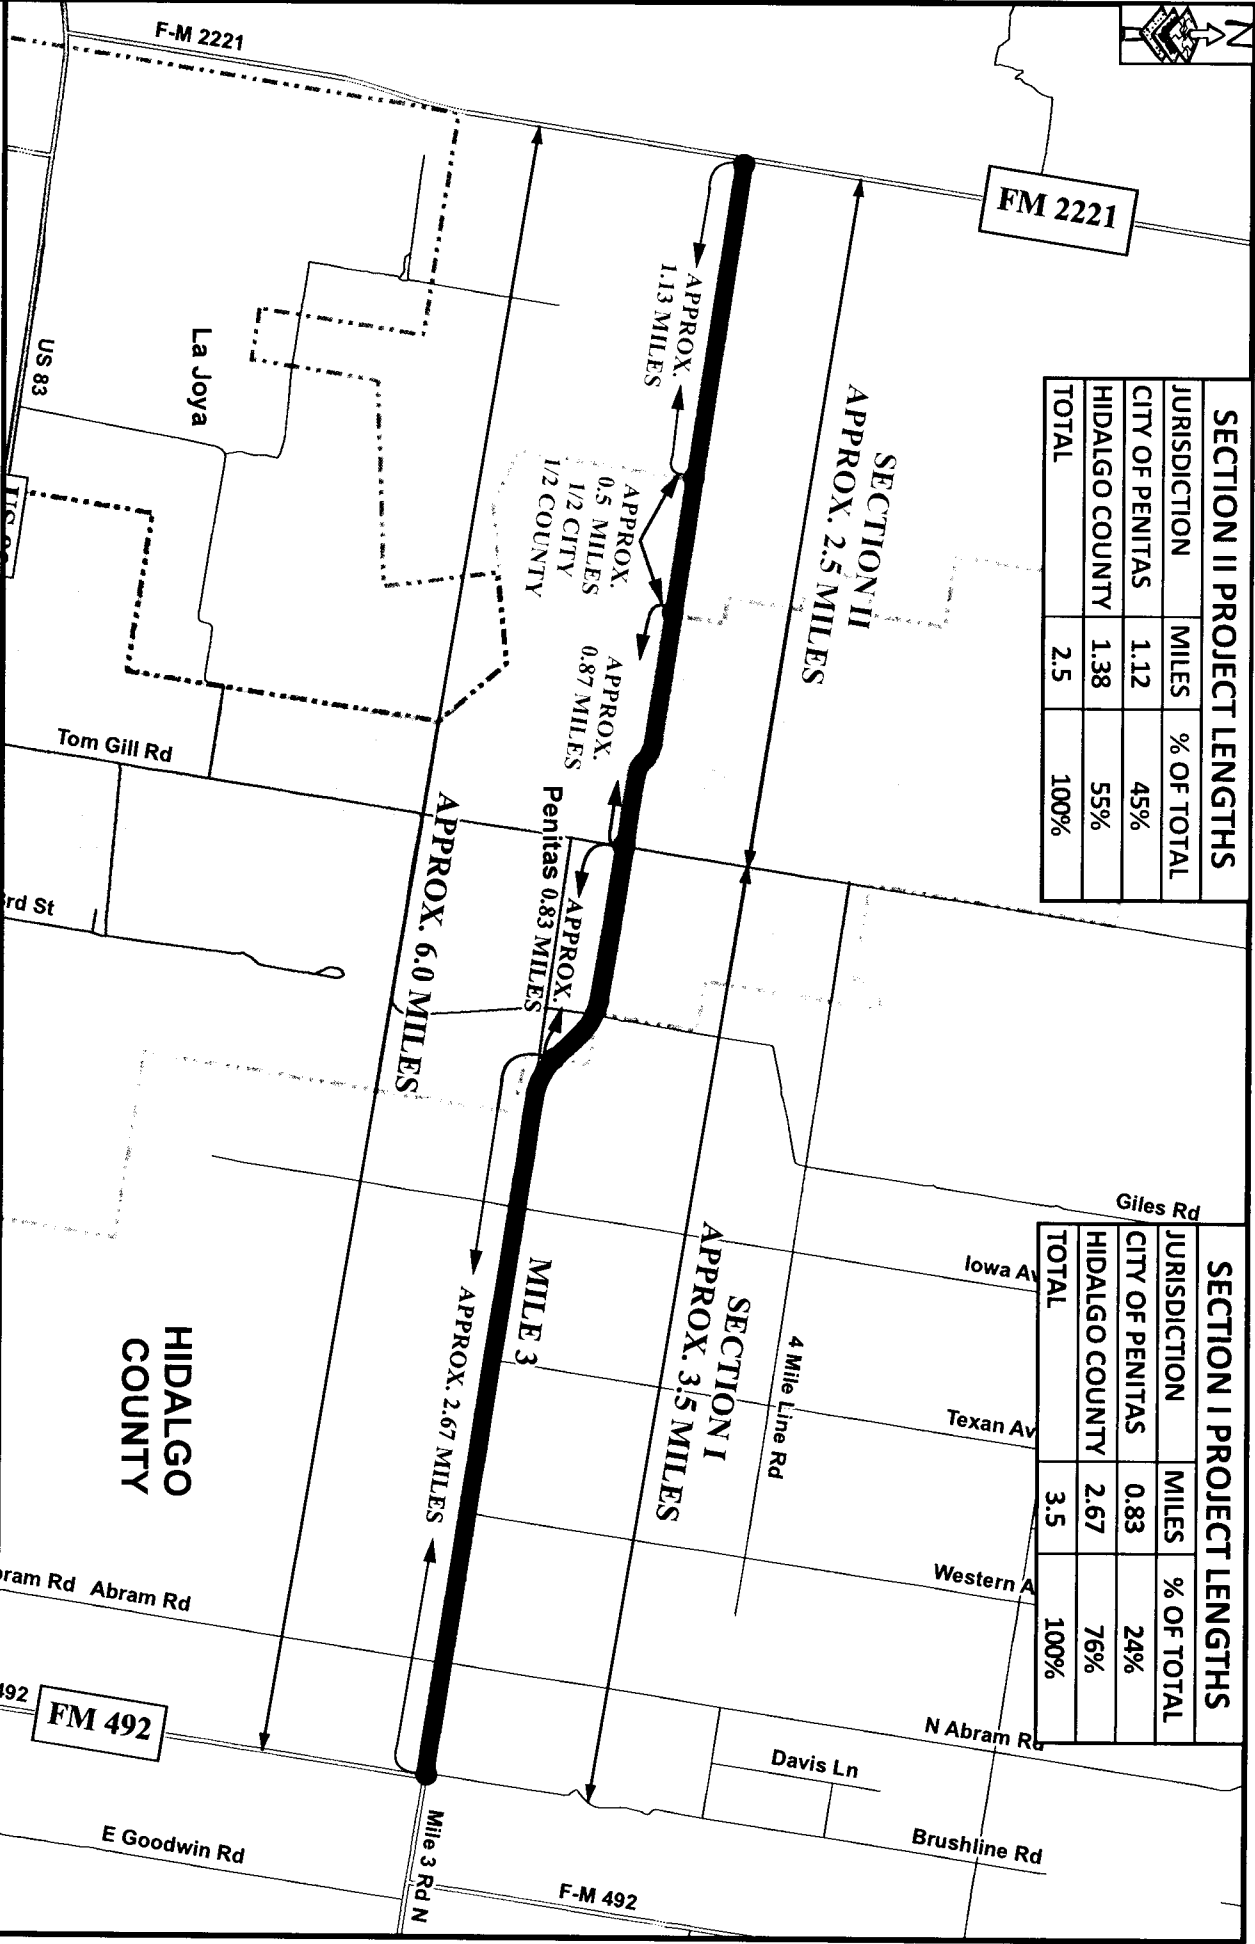 N
SECTION II PROJECT LENGTHS
JURISDICTION MILES % OF TOTAL
CITY OF PENITAS 1.12 45%
HIDALGO COUNTY 1.38 55%
TOTAL 2.5 100%
SECTION I PROJECT LENGTHS
JURISDICTION MILES % OF TOTAL
CITY OF PENITAS 0.83 24%
HIDALGO COUNTY 2.67 76%
TOTAL 3.5 100%
FM 2221
F-M 2221
Giles Rd
Iowa Av
Texan Av
Western A
N Abram Rd
Brushline Rd
Davis Ln
4 Mile Line Rd
SECTION II
APPROX. 2.5 MILES
SECTION I
APPROX. 3.5 MILES
APPROX.
1.13 MILES
APPROX.
0.5 MILES
1/2 CITY
1/2 COUNTY
APPROX.
0.87 MILES
Penitas
APPROX.
0.83 MILES
MILE 3
APPROX. 2.67 MILES
APPROX. 6.0 MILES
Mile 3 Rd N
F-M 492
La Joya
US 83
Tom Gill Rd
rd St
HIDALGO
COUNTY
ram Rd Abram Rd
492
FM 492
E Goodwin Rd